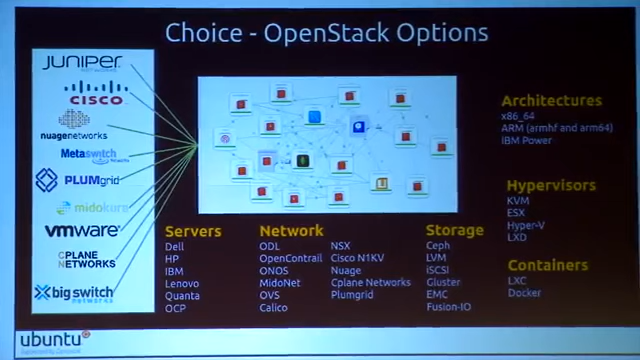 Choice - OpenStack Options
JUNIPER
CISCO
nuagenetworks
Metaswitch
Networks
PLUMgrid
midokura
vmware
CPLANE
NETWORKS
big switch
networks
Servers
Dell
HP
IBM
Lenovo
Quanta
OCP
Network
ODL
OpenContrail
ONOS
MidoNet
OVS
Calico
NSX
Cisco N1KV
Nuage
Cplane Networks
Plumgrid
Storage
Ceph
LVM
iSCSI
Gluster
EMC
Fusion-IO
Architectures
x86_64
ARM (armhf and arm64)
IBM Power
Hypervisors
KVM
ESX
Hyper-V
LXD
Containers
LXC
Docker
ubuntu